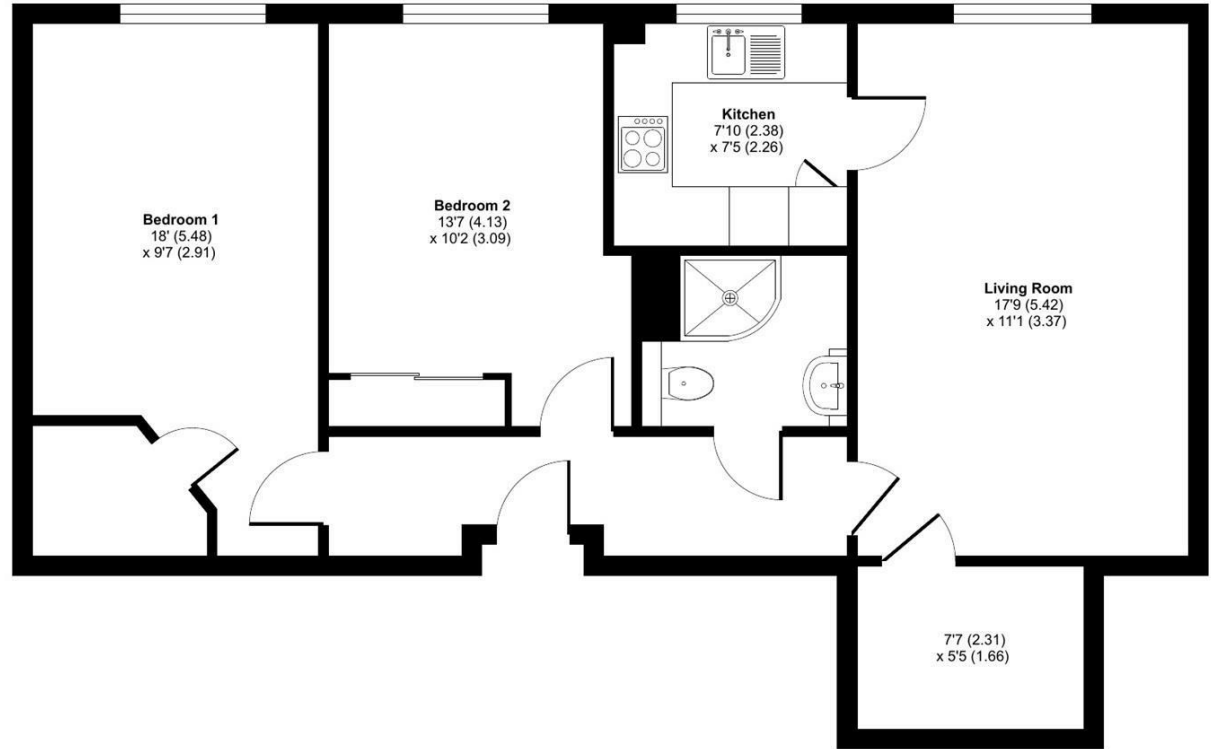 Bedroom 1
18' (5.48)
x 9'7 (2.91)
Bedroom 2
13'7 (4.13)
x 10'2 (3.09)
Kitchen
7'10 (2.38)
x 7'5 (2.26)
Living Room
17'9 (5.42)
x 11'1 (3.37)
7'7 (2.31)
x 5'5 (1.66)